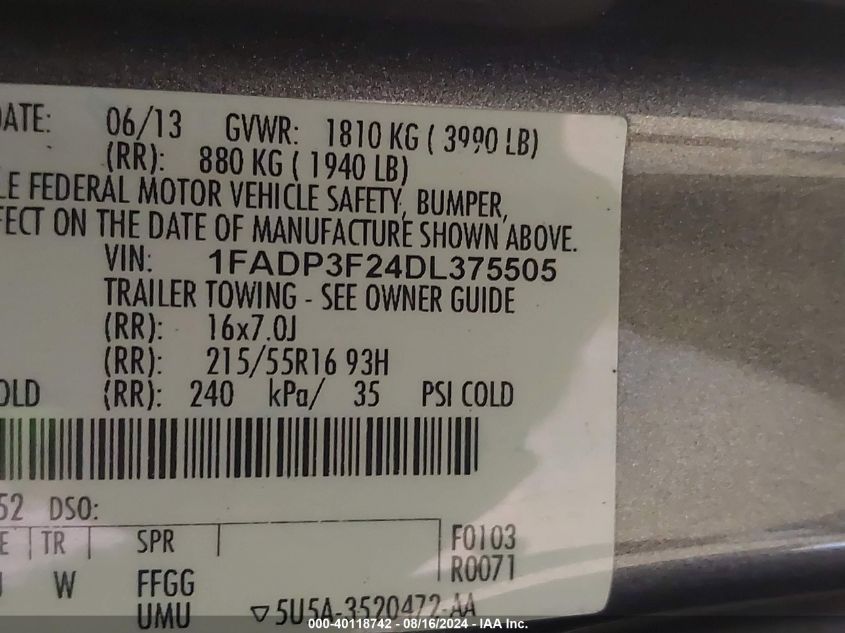 DATE: 06/13 GVWR: 1810 KG ( 3990 LB)
(RR): 880 KG ( 1940 LB)
LE FEDERAL MOTOR VEHICLE SAFETY, BUMPER,
FECT ON THE DATE OF MANUFACTURE SHOWN ABOVE.
VIN: 1FADP3F24DL375505
TRAILER TOWING - SEE OWNER GUIDE
(RR): 16x7.0J
(RR): 215/55R16 93H
OLD (RR): 240 kPa/ 35 PSI COLD
52 DSO:
E TR SPR F0103
R0071
W FFGG
UMU ▽5U5A-3520472-AA
000-40118742 - 08/16/2024 - IAA Inc.